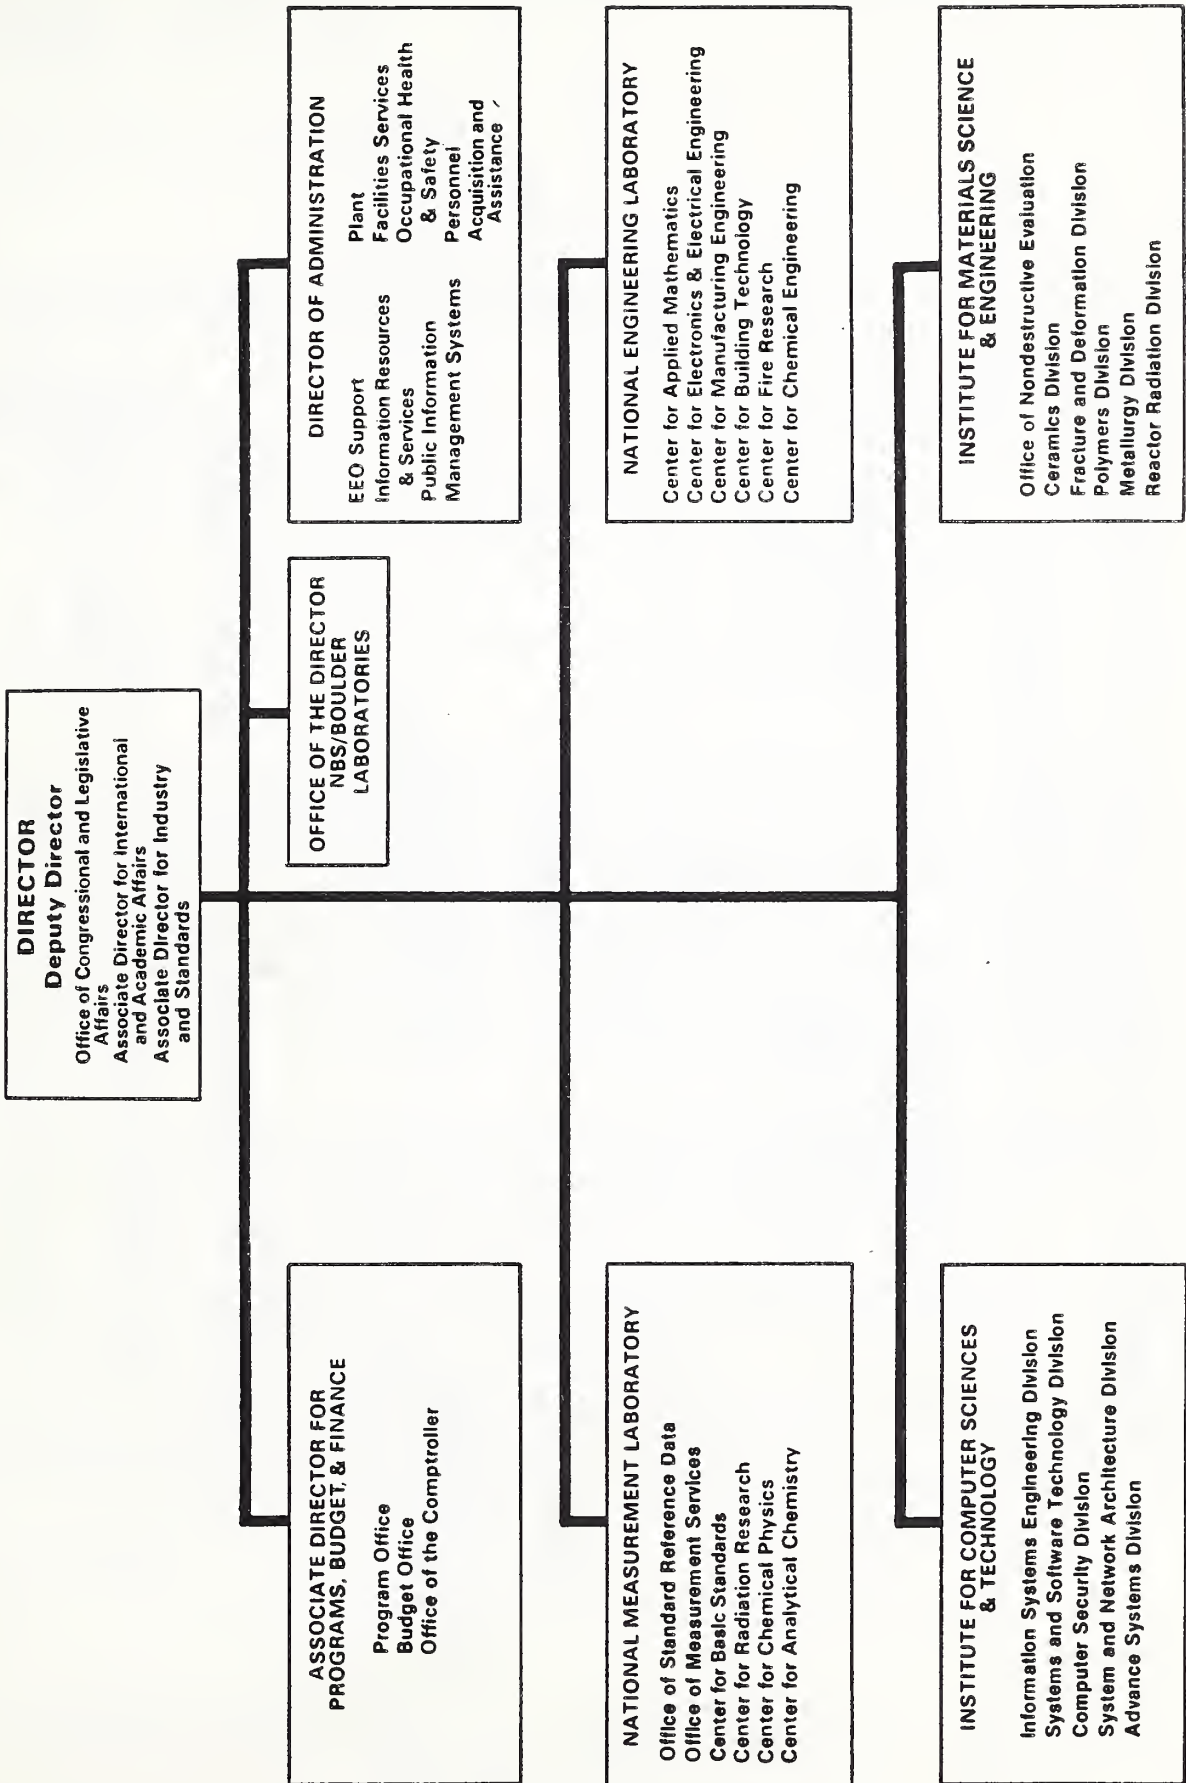 DIRECTOR
Deputy Director
Office of Congressional and Legislative
Affairs
Associate Director for International
and Academic Affairs
Associate Director for Industry
and Standards
ASSOCIATE DIRECTOR FOR
PROGRAMS, BUDGET, & FINANCE
Program Office
Budget Office
Office of the Comptroller
OFFICE OF THE DIRECTOR
NBS/BOULDER
LABORATORIES
DIRECTOR OF ADMINISTRATION
EEO Support
Information Resources
& Services
Public Information
Management Systems
Plant
Facilities Services
Occupational Health
& Safety
Personnel
Acquisition and
Assistance
NATIONAL MEASUREMENT LABORATORY
Office of Standard Reference Data
Office of Measurement Services
Center for Basic Standards
Center for Radiation Research
Center for Chemical Physics
Center for Analytical Chemistry
NATIONAL ENGINEERING LABORATORY
Center for Applied Mathematics
Center for Electronics & Electrical Engineering
Center for Manufacturing Engineering
Center for Building Technology
Center for Fire Research
Center for Chemical Engineering
INSTITUTE FOR COMPUTER SCIENCES
& TECHNOLOGY
Information Systems Engineering Division
Systems and Software Technology Division
Computer Security Division
System and Network Architecture Division
Advance Systems Division
INSTITUTE FOR MATERIALS SCIENCE
& ENGINEERING
Office of Nondestructive Evaluation
Ceramics Division
Fracture and Deformation Division
Polymers Division
Metallurgy Division
Reactor Radiation Division